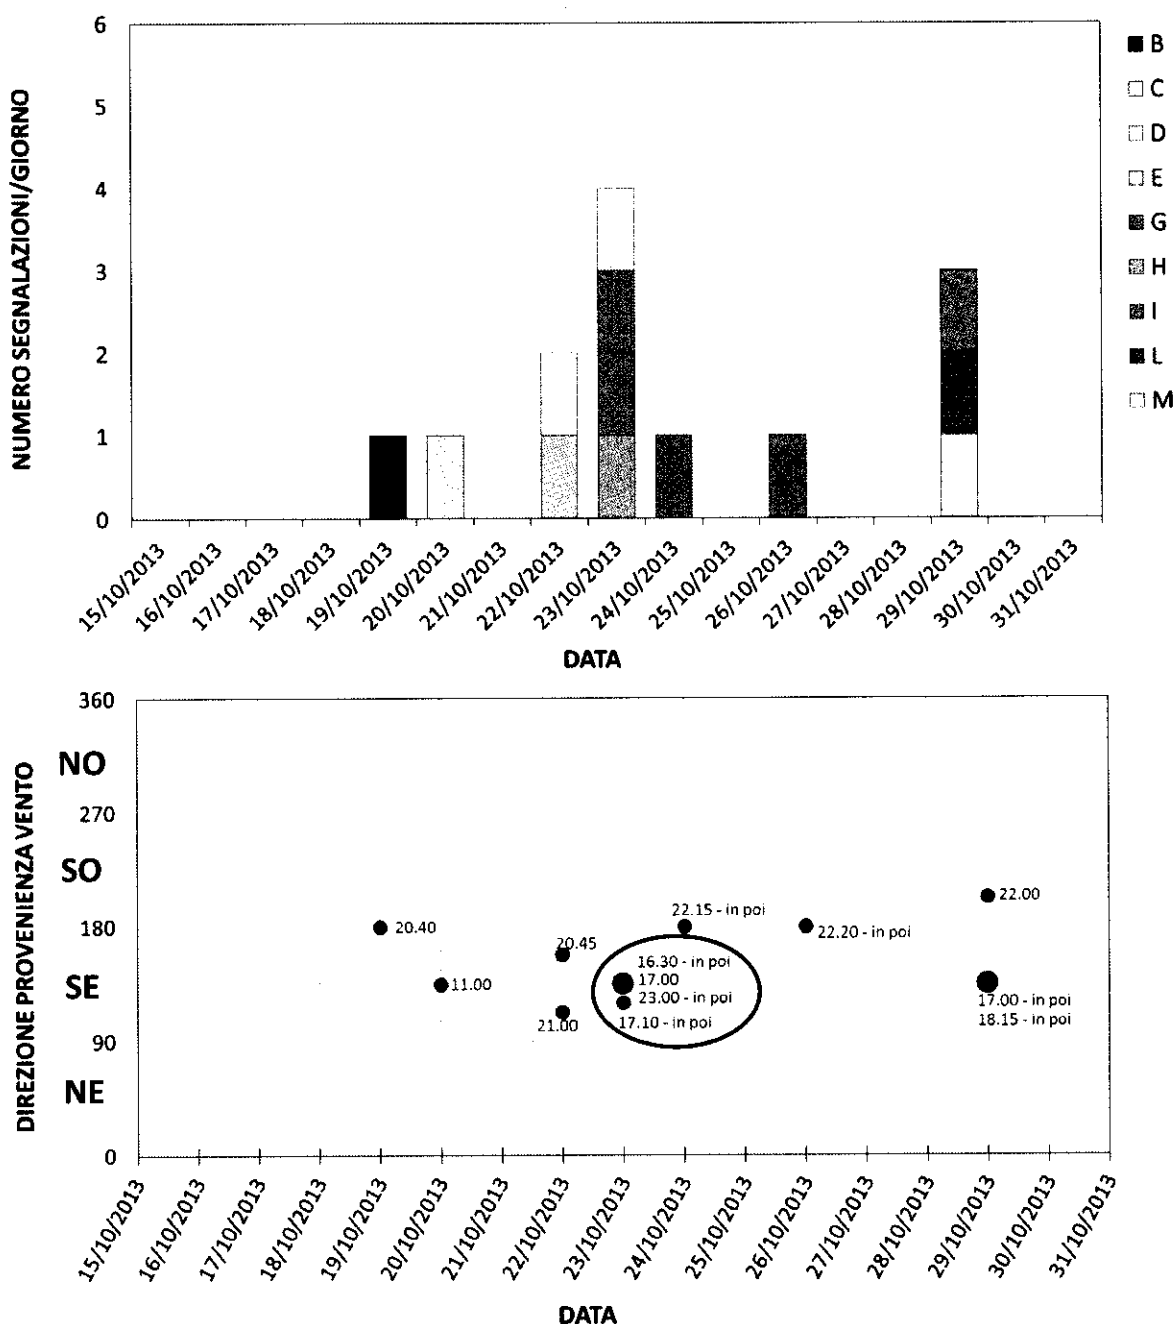 NUMERO SEGNALAZIONI/GIORNO
6
5
4
3
2
1
0
B
C
D
E
G
H
I
L
M
15/10/2013
16/10/2013
17/10/2013
18/10/2013
19/10/2013
20/10/2013
21/10/2013
22/10/2013
23/10/2013
24/10/2013
25/10/2013
26/10/2013
27/10/2013
28/10/2013
29/10/2013
30/10/2013
31/10/2013
DATA
DIREZIONE PROVENIENZA VENTO
360
NO
270
SO
180
SE
90
NE
0
20.40
11.00
20.45
21.00
22.15 - in poi
16.30 - in poi
17.00
23.00 - in poi
17.10 - in poi
22.20 - in poi
22.00
17.00 - in poi
18.15 - in poi
15/10/2013
16/10/2013
17/10/2013
18/10/2013
19/10/2013
20/10/2013
21/10/2013
22/10/2013
23/10/2013
24/10/2013
25/10/2013
26/10/2013
27/10/2013
28/10/2013
29/10/2013
30/10/2013
31/10/2013
DATA